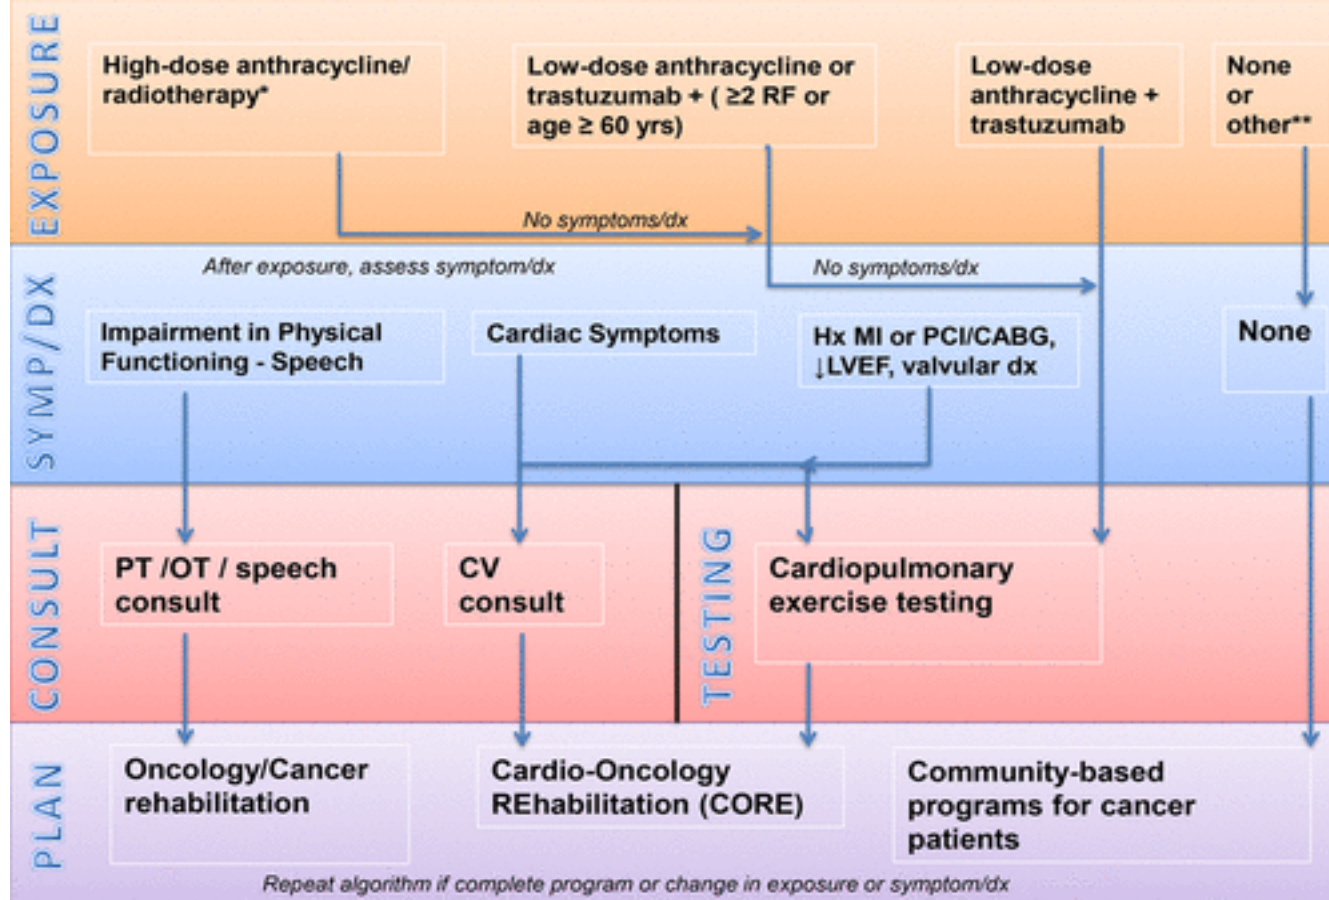 EXPOSURE
High-dose anthracycline/
radiotherapy*
Low-dose anthracycline or
trastuzumab + ( ≥2 RF or
age ≥ 60 yrs)
Low-dose
anthracycline +
trastuzumab
None
or
other**
No symptoms/dx
SYMP/DX
After exposure, assess symptom/dx
No symptoms/dx
Impairment in Physical
Functioning - Speech
Cardiac Symptoms
Hx MI or PCI/CABG,
↓LVEF, valvular dx
None
CONSULT
PT /OT / speech
consult
CV
consult
TESTING
Cardiopulmonary
exercise testing
PLAN
Oncology/Cancer
rehabilitation
Cardio-Oncology
REhabilitation (CORE)
Community-based
programs for cancer
patients
Repeat algorithm if complete program or change in exposure or symptom/dx